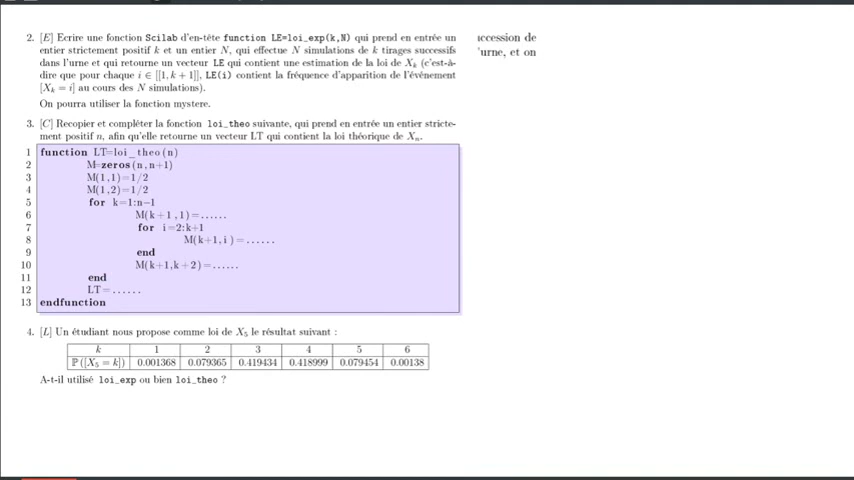 2. [E] Ecrire une fonction Scilab d'en-tête function LE=loi_exp(k,N) qui prend en entrée un
entier strictement positif k et un entier N, qui effectue N simulations de k tirages successifs
dans l'urne et qui retourne un vecteur LE qui contient une estimation de la loi de Xₖ (c'est-à-
dire que pour chaque i ∈ [[1, k + 1]], LE(i) contient la fréquence d'apparition de l'événement
[Xₖ = i] au cours des N simulations).
On pourra utiliser la fonction mystere.
3. [C] Recopier et compléter la fonction loi_theo suivante, qui prend en entrée un entier stricte-
ment positif n, afin qu'elle retourne un vecteur LT qui contient la loi théorique de Xₙ.
1 function LT=loi_theo(n)
2 M=zeros(n,n+1)
3 M(1,1)=1/2
4 M(1,2)=1/2
5 for k=1:n-1
6 M(k+1,1)=......
7 for i=2:k+1
8 M(k+1,i)=......
9 end
10 M(k+1,k+2)=......
11 end
12 LT=......
13 endfunction
4. [L] Un étudiant nous propose comme loi de X₅ le résultat suivant :
k 1 2 3 4 5 6
ℙ([X₅ = k]) 0.001368 0.079365 0.419434 0.418999 0.079454 0.00138
A-t-il utilisé loi_exp ou bien loi_theo ?
ccession de
'urne, et on